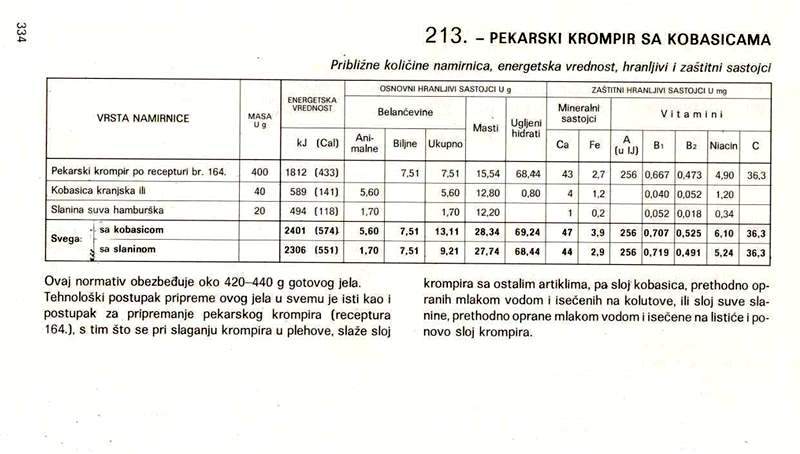 334
213. – PEKARSKI KROMPIR SA KOBASICAMA
Približne količine namirnica, energetska vrednost, hranljivi i zaštitni sastojci
VRSTA NAMIRNICE MASA U g ENERGETSKA VREDNOST OSNOVNI HRANLJIVI SASTOJCI U g ZAŠTITNI HRANLJIVI SASTOJCI U mg
Belančevine Masti Ugljeni hidrati Mineralni sastojci Vitamini
kJ (Cal) Ani-malne Biljne Ukupno Ca Fe A (u IJ) B1 B2 Niacin C
Pekarski krompir po recepturi br. 164. 400 1812 (433) 7,51 7,51 15,54 68,44 43 2,7 256 0,667 0,473 4,90 36,3
Kobasica kranjska ili 40 589 (141) 5,60 5,60 12,80 0,80 4 1,2 0,040 0,052 1,20
Slanina suva hamburška 20 494 (118) 1,70 1,70 12,20 1 0,2 0,052 0,018 0,34
Svega: sa kobasicom 2401 (574) 5,60 7,51 13,11 28,34 69,24 47 3,9 256 0,707 0,525 6,10 36,3
sa slaninom 2306 (551) 1,70 7,51 9,21 27,74 68,44 44 2,9 256 0,719 0,491 5,24 36,3
Ovaj normativ obezbeđuje oko 420–440 g gotovog jela.
Tehnološki postupak pripreme ovog jela u svemu je isti kao i
postupak za pripremanje pekarskog krompira (receptura
164.), s tim što se pri slaganju krompira u plehove, slaže sloj
krompira sa ostalim artiklima, pa sloj kobasica, prethodno op-
ranih mlakom vodom i isečenih na kolutove, ili sloj suve sla-
nine, prethodno oprane mlakom vodom i isečene na listiće i po-
novo sloj krompira.